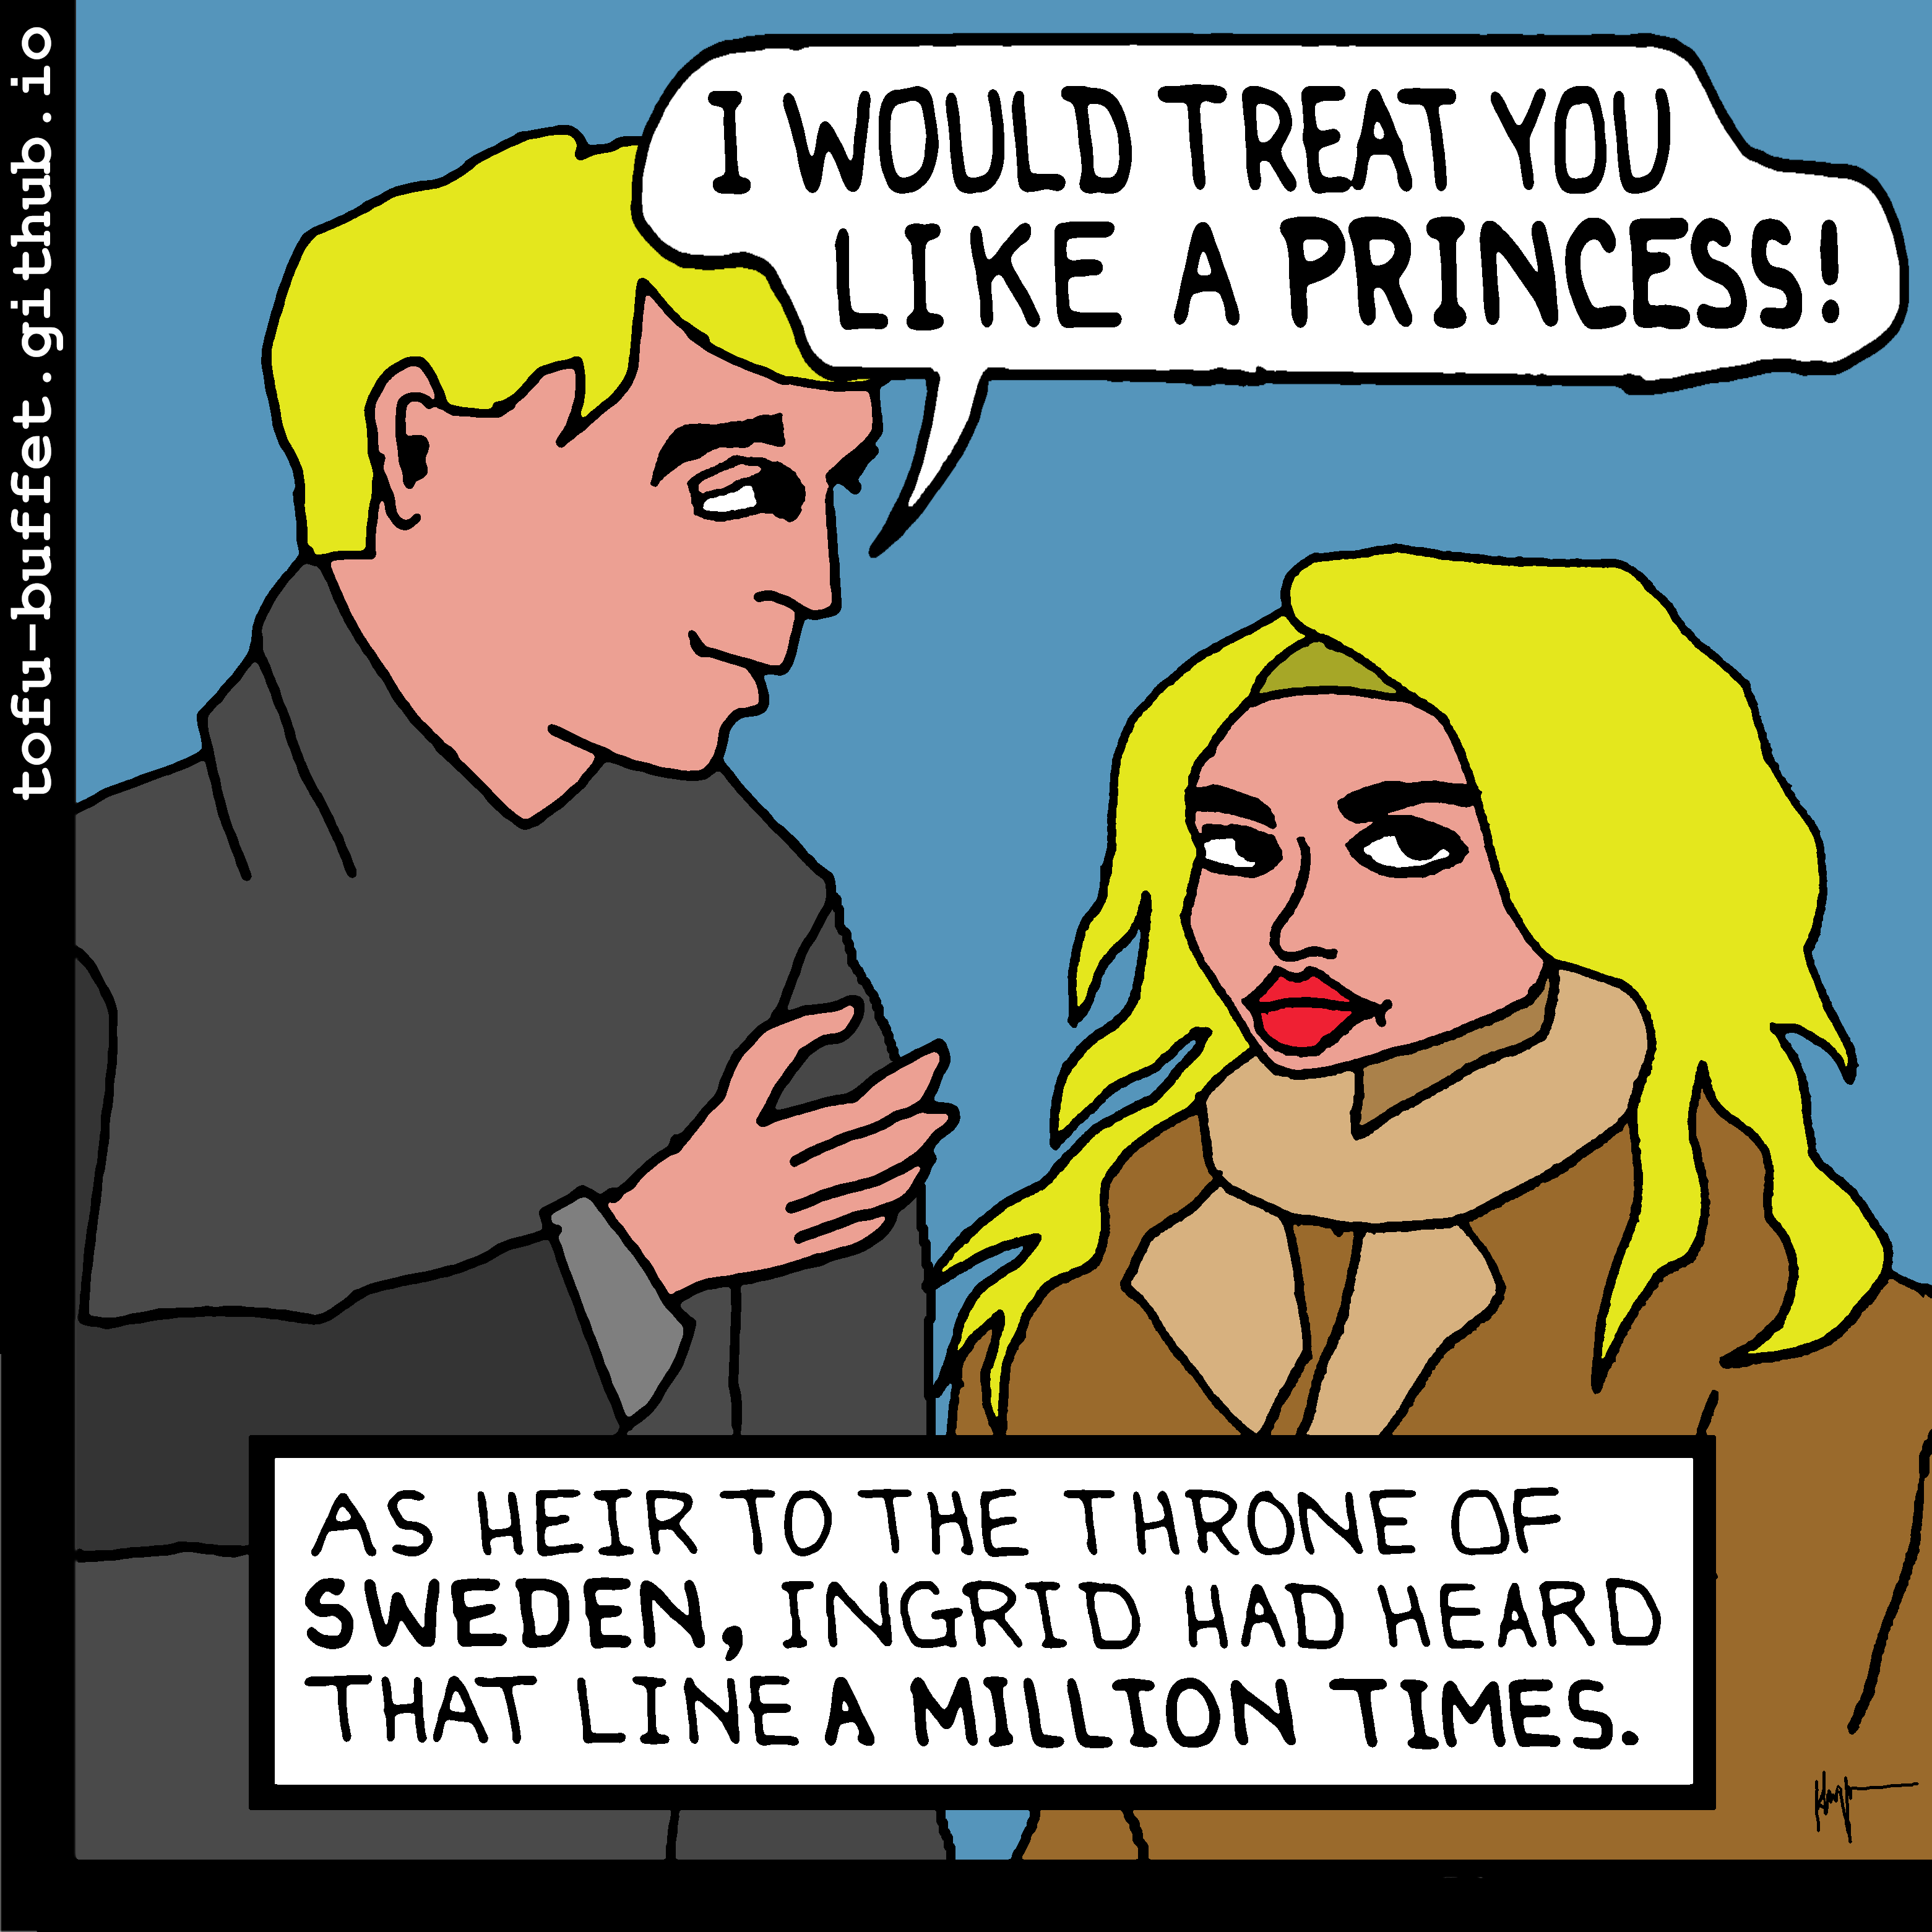 tofu-buffet.github.io
I WOULD TREAT YOU
LIKE A PRINCESS!
AS HEIR TO THE THRONE OF
SWEDEN, INGRID HAD HEARD
THAT LINE A MILLION TIMES.